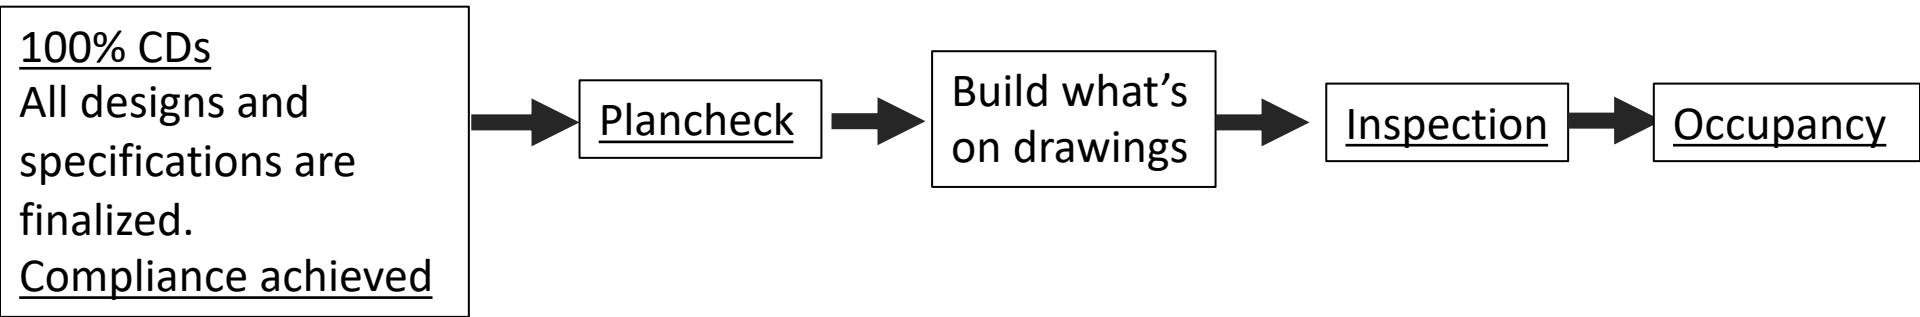 100% CDs
All designs and
specifications are
finalized.
Compliance achieved
Plancheck
Build what’s
on drawings
Inspection
Occupancy